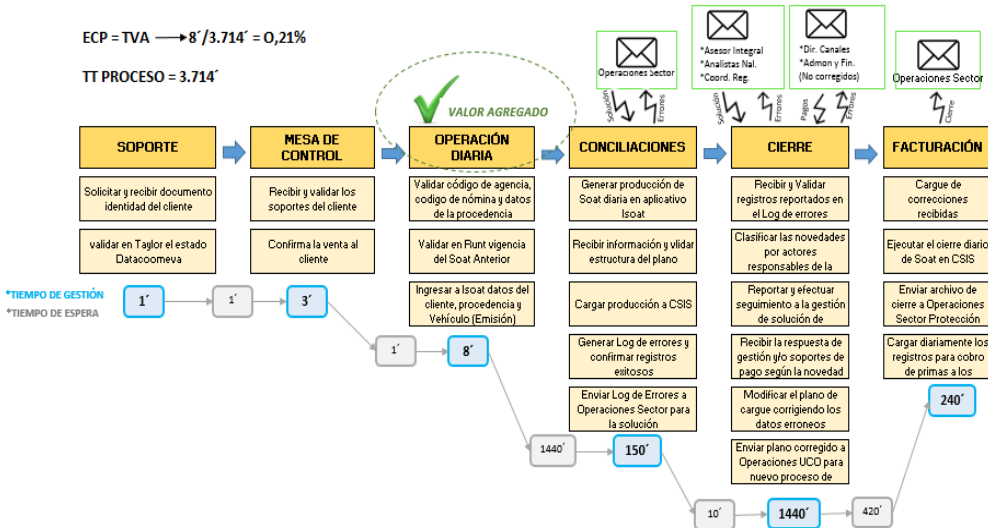 ECP = TVA 8´/3.714´ = 0,21%
TT PROCESO = 3.714´
VALOR AGREGADO
Operaciones Sector
Solución
Errores
*Asesor Integral
*Analistas Nal.
*Coord. Reg.
Solución
Errores
*Dir. Canales
*Admon y Fin.
(No corregidos)
Pagos
Errores
Operaciones Sector
Cierre
SOPORTE
MESA DE
CONTROL
OPERACIÓN
DIARIA
CONCILIACIONES
CIERRE
FACTURACIÓN
Solicitar y recibir documento
identidad del cliente
validar en Taylor el estado
Datacoomeva
Recibir y validar los
soportes del cliente
Confirma la venta al
cliente
Validar código de agencia,
codigo de nómina y datos
de la procedencia
Validar en Runt vigencia
del Soat Anterior
Ingresar a Isoat datos del
cliente, procedencia y
Vehículo (Emisión)
Generar producción de
Soat diaria en aplicativo
Isoat
Recibir información y vlidar
estructura del plano
Cargar producción a CSIS
Generar Log de errores y
confirmar registros
exitosos
Enviar Log de Errores a
Operaciones Sector para
la solución
Recibir y Validar
registros reportados en
el Log de errores
Clasificar las novedades
por actores
responsables de la
Reportar y efectuar
seguimiento a la gestión
de solución de
Recibir la respuesta de
gestión y/o soportes de
pago según la novedad
Modificar el plano de
cargue corrigiendo los
datos erroneos
Enviar plano corregido a
Operaciones UCO para
nuevo proceso de
Cargue de
correcciones
recibidas
Ejecutar el cierre diario
de Soat en CSIS
Enviar archivo de
cierre a Operaciones
Sector Protección
Cargar diariamente los
registros para cobro
de primas a los
*TIEMPO DE GESTIÓN
*TIEMPO DE ESPERA
1´
1´
3´
1´
8´
1440´
150´
10´
1440´
420´
240´